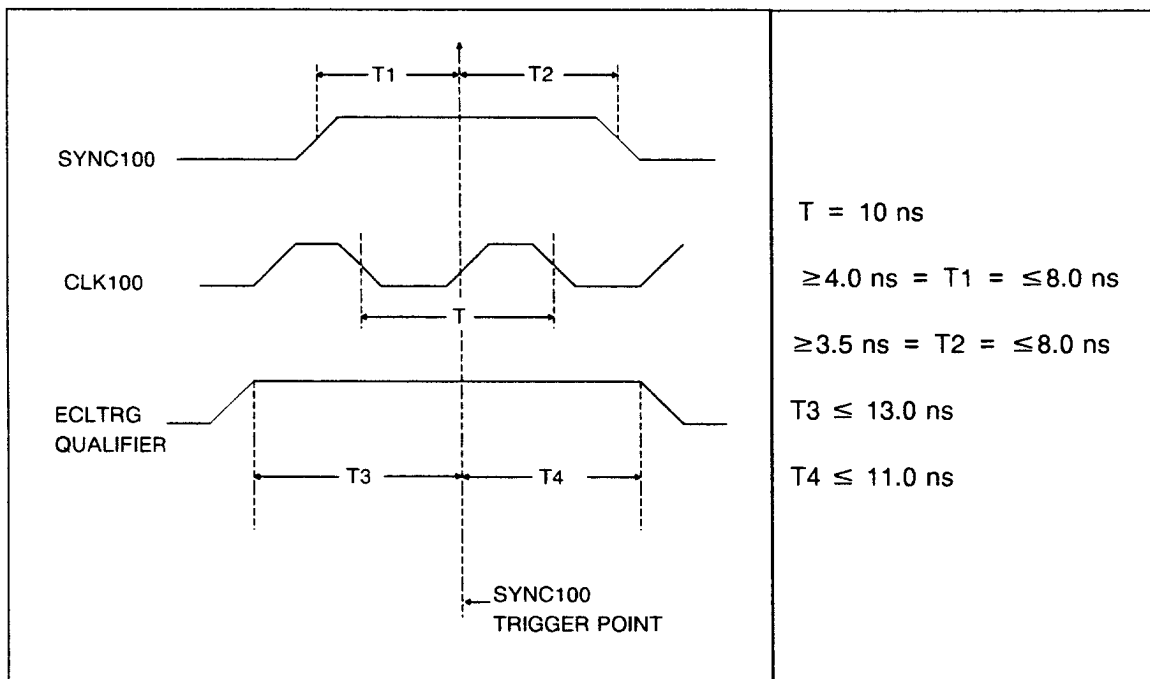 T1
T2
SYNC100
CLK100
T
ECLTRG
QUALIFIER
T3
T4
SYNC100
TRIGGER POINT
T = 10 ns
≥4.0 ns = T1 = ≤8.0 ns
≥3.5 ns = T2 = ≤8.0 ns
T3 ≤ 13.0 ns
T4 ≤ 11.0 ns